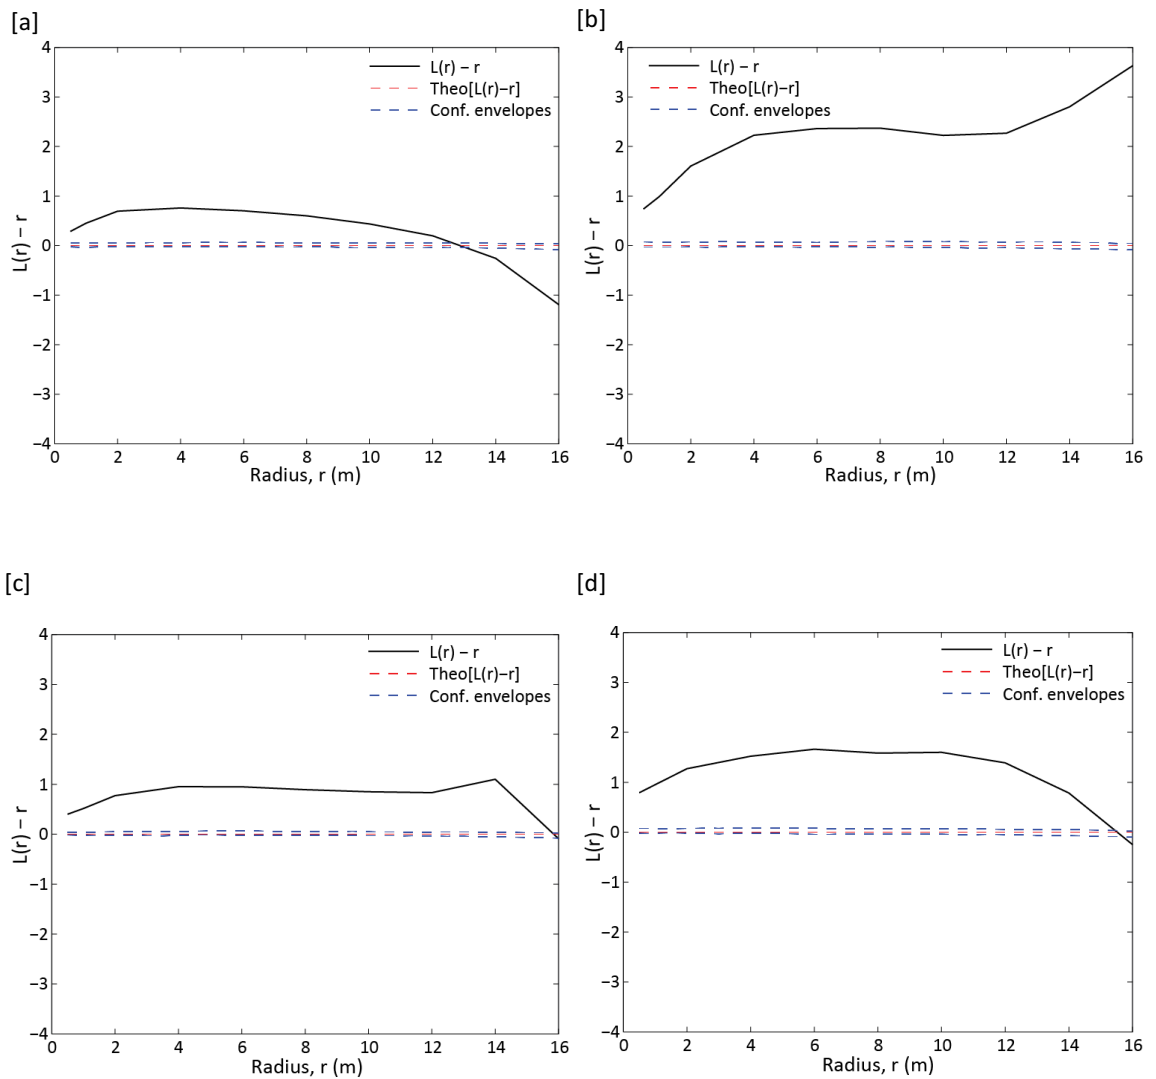 [a]
4
3
2
1
0
−1
−2
−3
−4
L(r) − r
L(r) − r
Theo[L(r)−r]
Conf. envelopes
0 2 4 6 8 10 12 14 16
Radius, r (m)
[b]
4
3
2
1
0
−1
−2
−3
−4
L(r) − r
L(r) − r
Theo[L(r)−r]
Conf. envelopes
0 2 4 6 8 10 12 14 16
Radius, r (m)
[c]
4
3
2
1
0
−1
−2
−3
−4
L(r) − r
L(r) − r
Theo[L(r)−r]
Conf. envelopes
0 2 4 6 8 10 12 14 16
Radius, r (m)
[d]
4
3
2
1
0
−1
−2
−3
−4
L(r) − r
L(r) − r
Theo[L(r)−r]
Conf. envelopes
0 2 4 6 8 10 12 14 16
Radius, r (m)